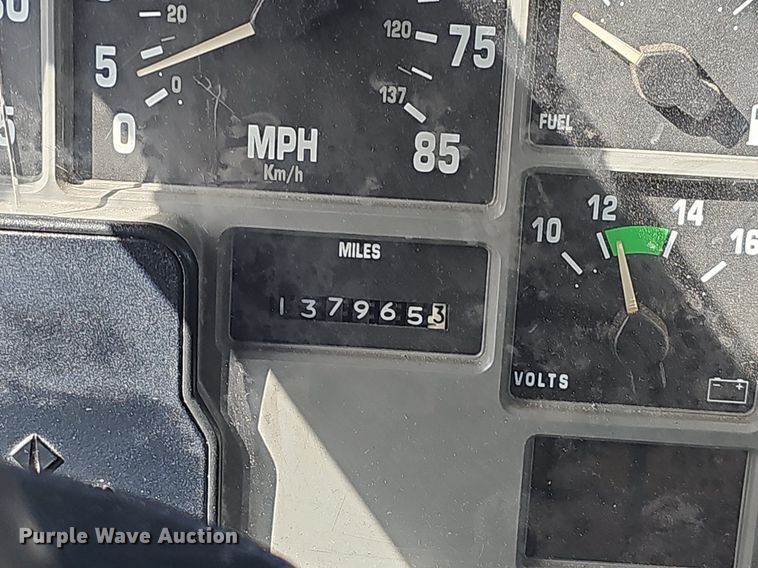 20
5
0
0
MPH
Km/h
120
75
137
85
FUEL
MILES
1379653
10
12
14
16
VOLTS
Purple Wave Auction®